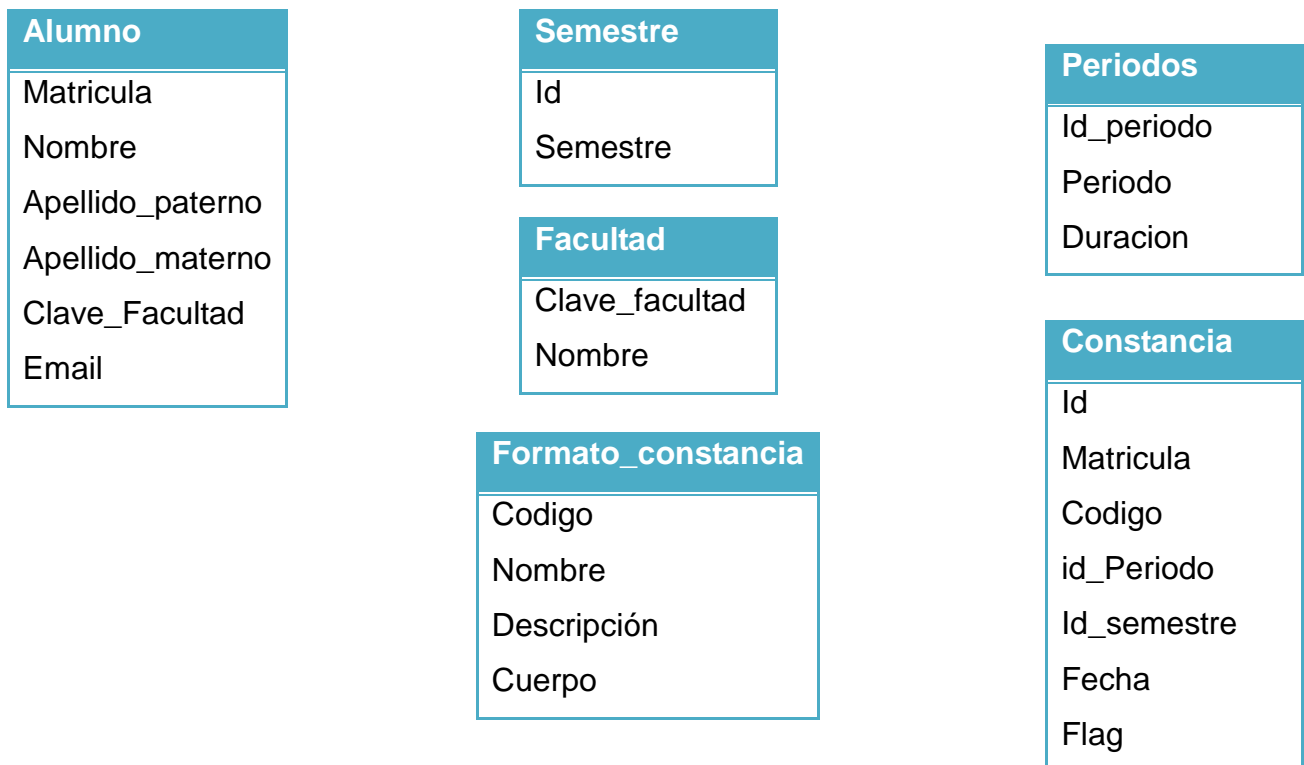 Alumno
Matricula
Nombre
Apellido_paterno
Apellido_materno
Clave_Facultad
Email
Semestre
Id
Semestre
Facultad
Clave_facultad
Nombre
Formato_constancia
Codigo
Nombre
Descripción
Cuerpo
Periodos
Id_periodo
Periodo
Duracion
Constancia
Id
Matricula
Codigo
id_Periodo
Id_semestre
Fecha
Flag